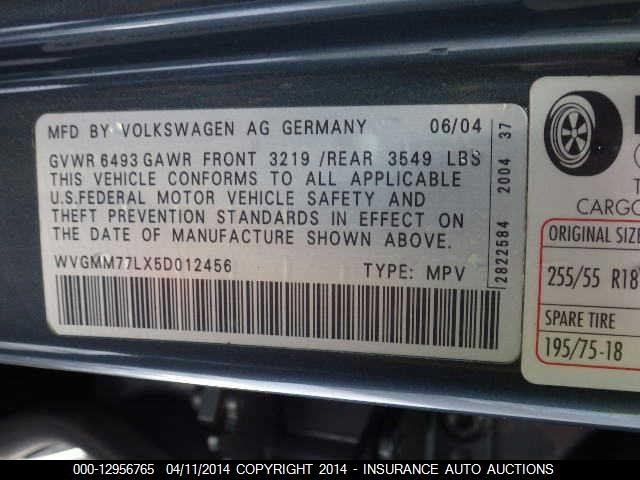 MFD BY VOLKSWAGEN AG GERMANY 06/04
GVWR 6493 GAWR FRONT 3219 /REAR 3549 LBS
THIS VEHICLE CONFORMS TO ALL APPLICABLE
U.S.FEDERAL MOTOR VEHICLE SAFETY AND
THEFT PREVENTION STANDARDS IN EFFECT ON
THE DATE OF MANUFACTURE SHOWN ABOVE.
WVGMM77LX5D012456 TYPE: MPV
2822584 2004 37
CARGO
ORIGINAL SIZE
255/55 R18
SPARE TIRE
195/75-18
000-12956765 04/11/2014 COPYRIGHT 2014 - INSURANCE AUTO AUCTIONS